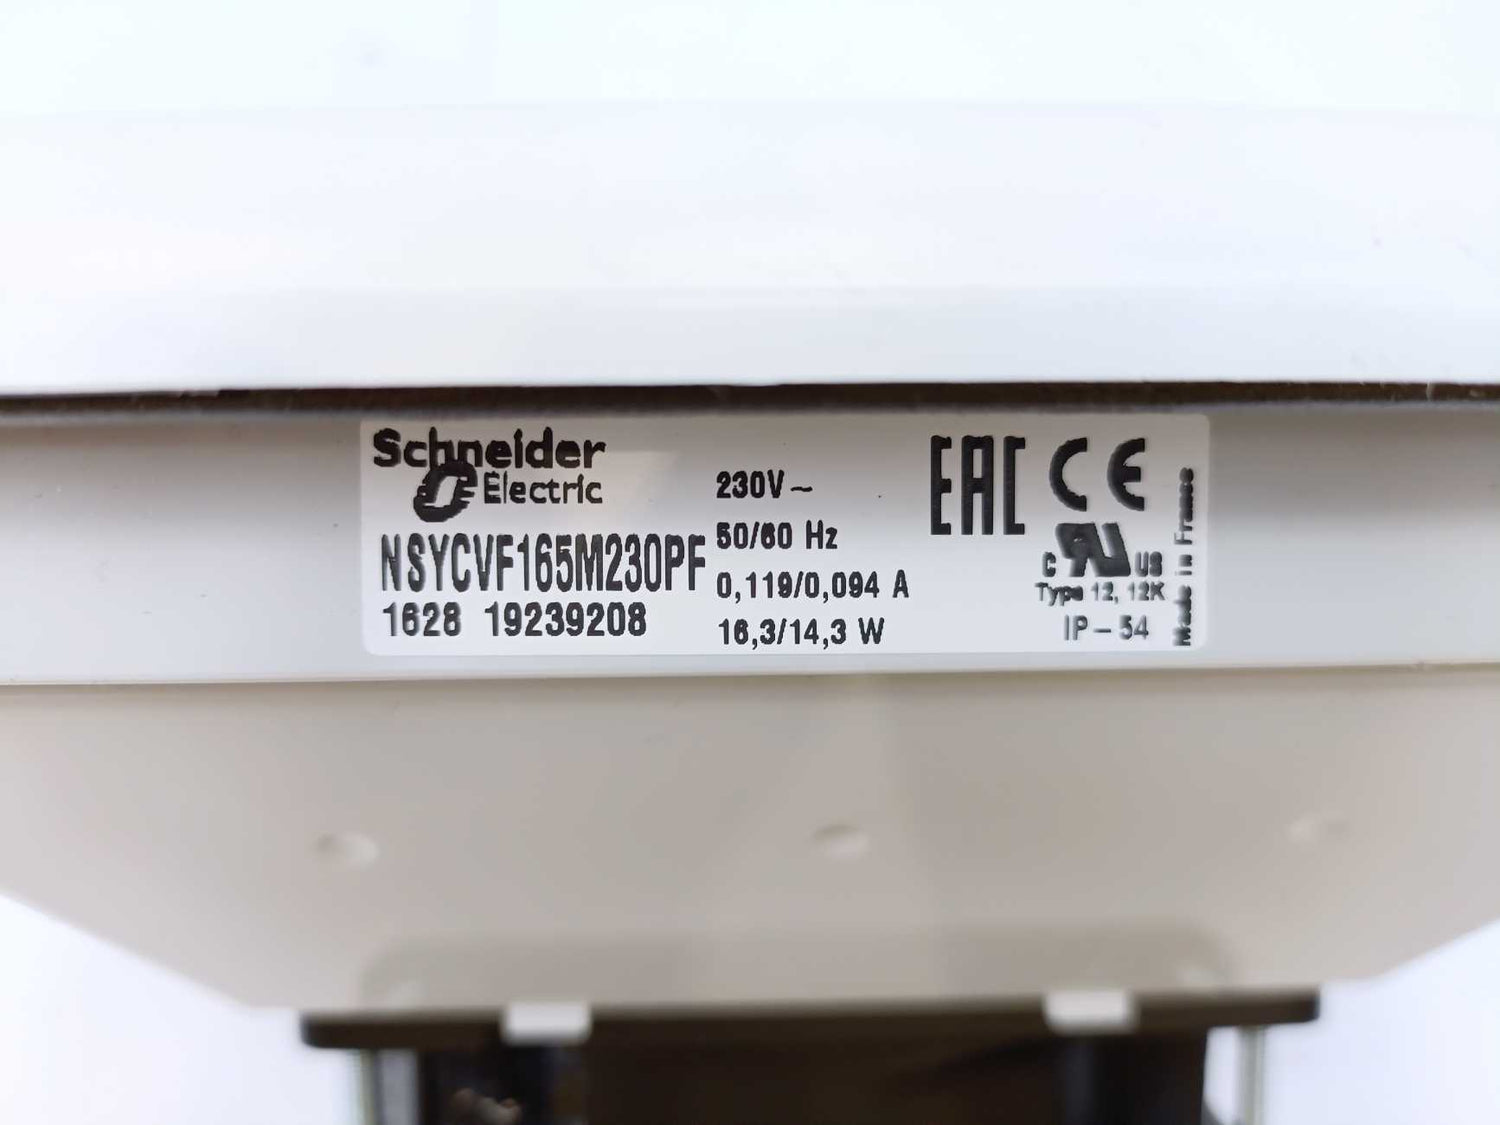 Schneider
Electric
NSYCVF165M230PF
1628 19239208
230V~
50/60 Hz
0,119/0,094 A
16,3/14,3 W
EAC CE
C UR US
Type 12, 12K
IP-54
Made in France